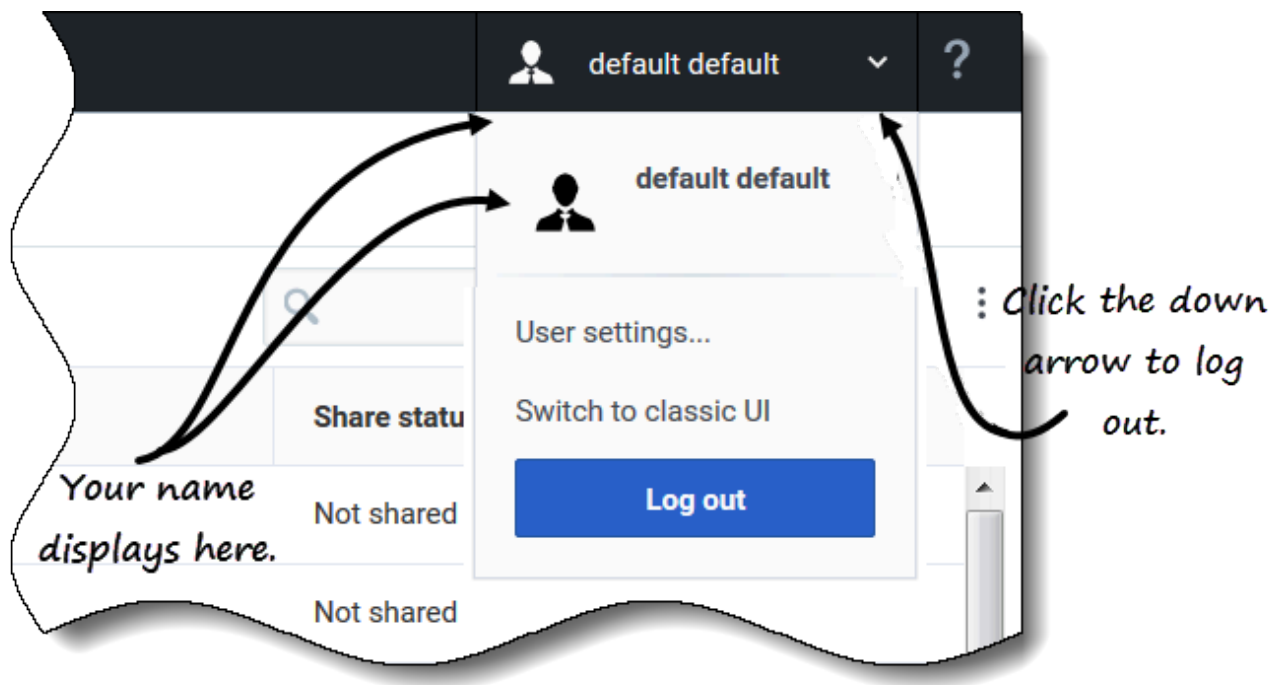 default default
?
default default
User settings...
Click the down
arrow to log
out.
Share statu
Switch to classic UI
Your name
displays here.
Log out
Not shared
Not shared